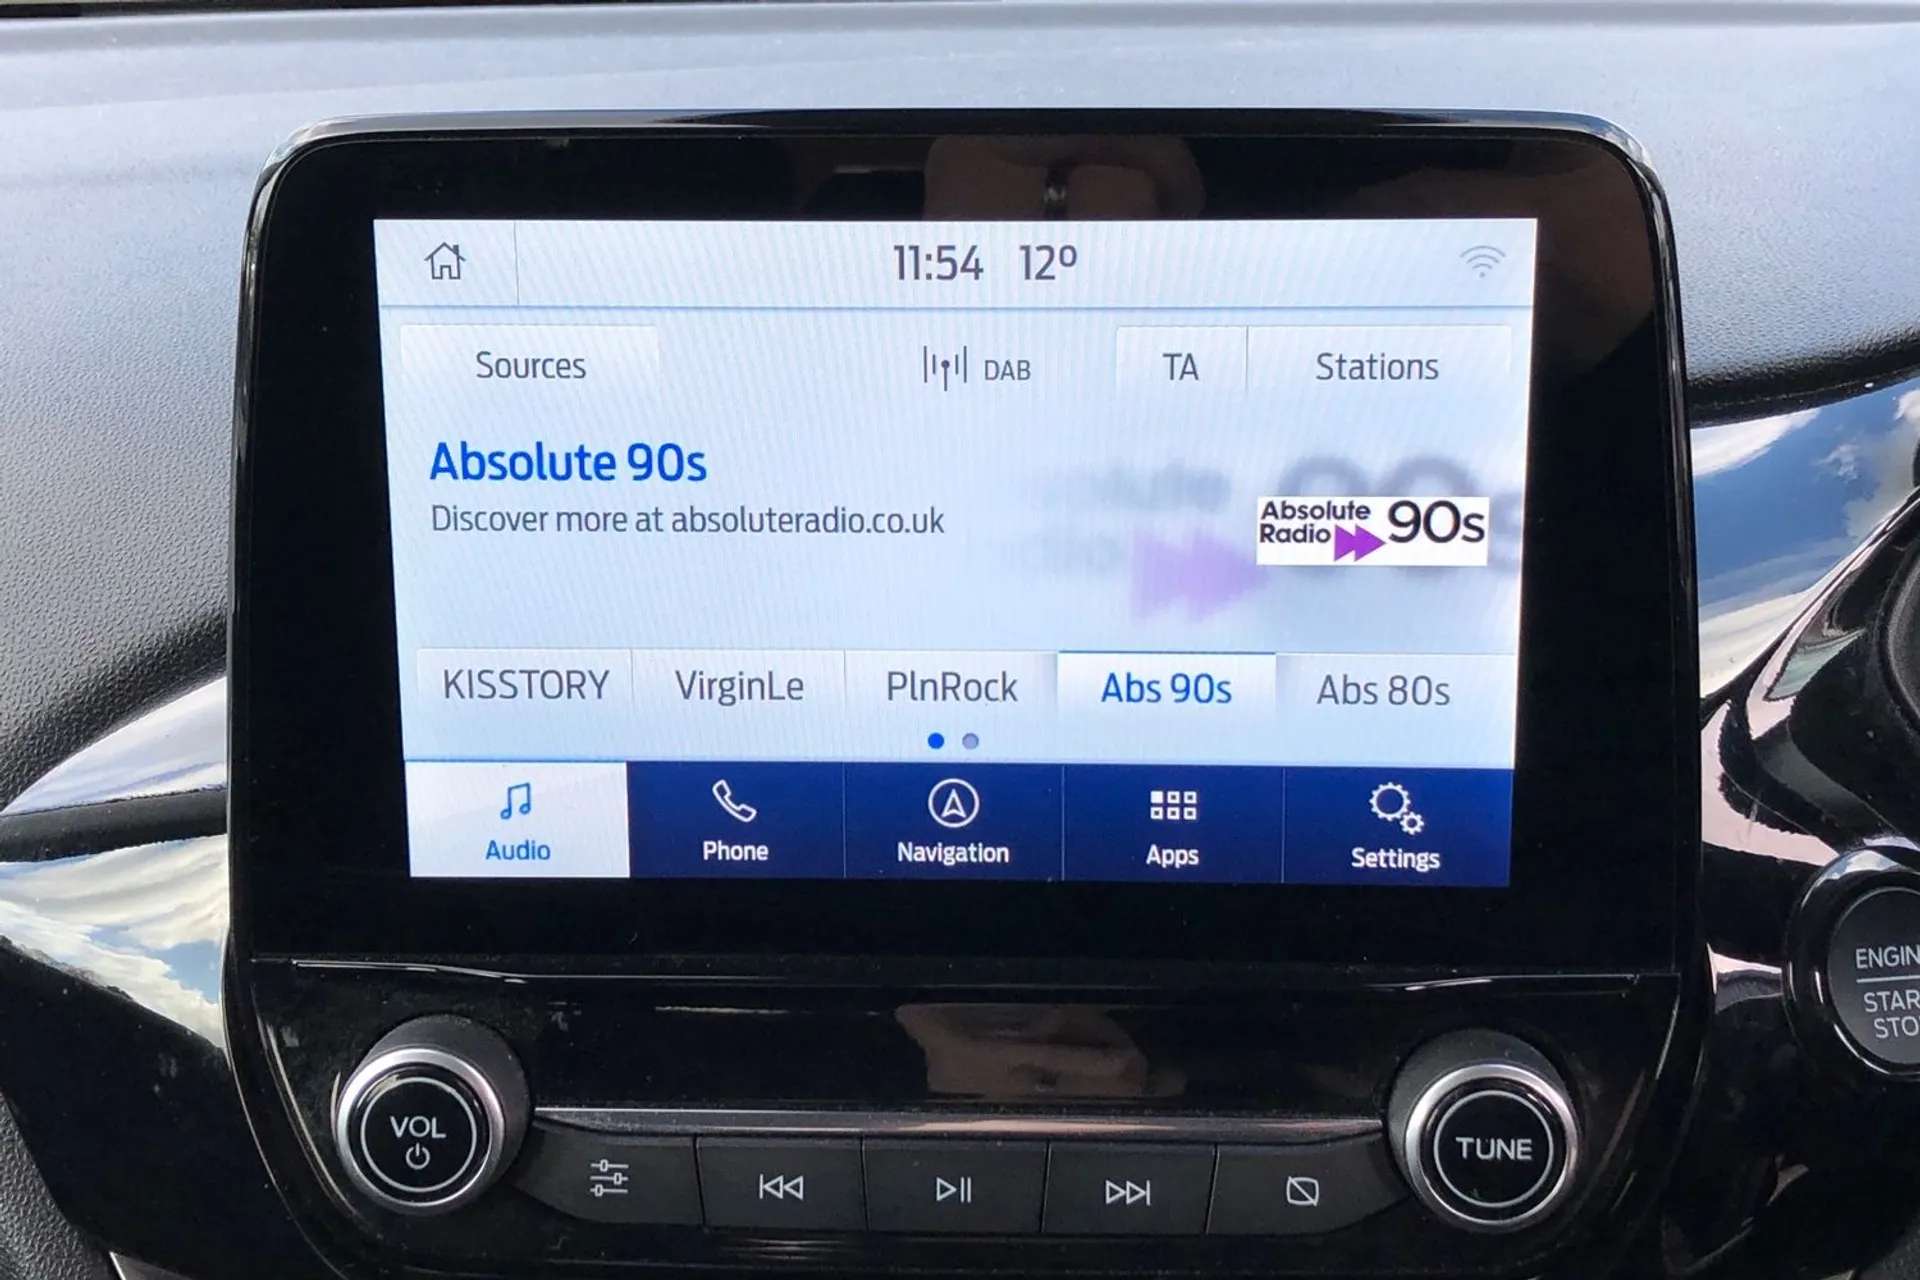 11:54 12°
Sources
DAB
TA
Stations
Absolute 90s
Discover more at absoluteradio.co.uk
Absolute
Radio 90s
KISSTORY
VirginLe
PlnRock
Abs 90s
Abs 80s
Audio
Phone
Navigation
Apps
Settings
ENGIN
STAR
STO
VOL
TUNE